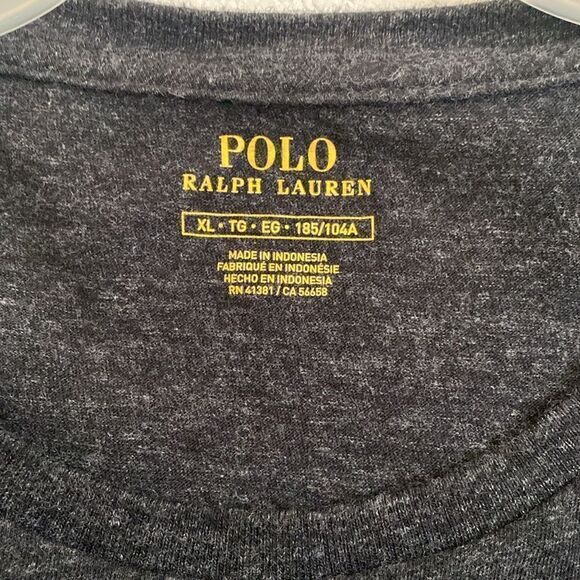 POLO
RALPH LAUREN
XL • TG • EG • 185/104A
MADE IN INDONESIA
FABRIQUÉ EN INDONÉSIE
HECHO EN INDONESIA
RN 41381 / CA 56658